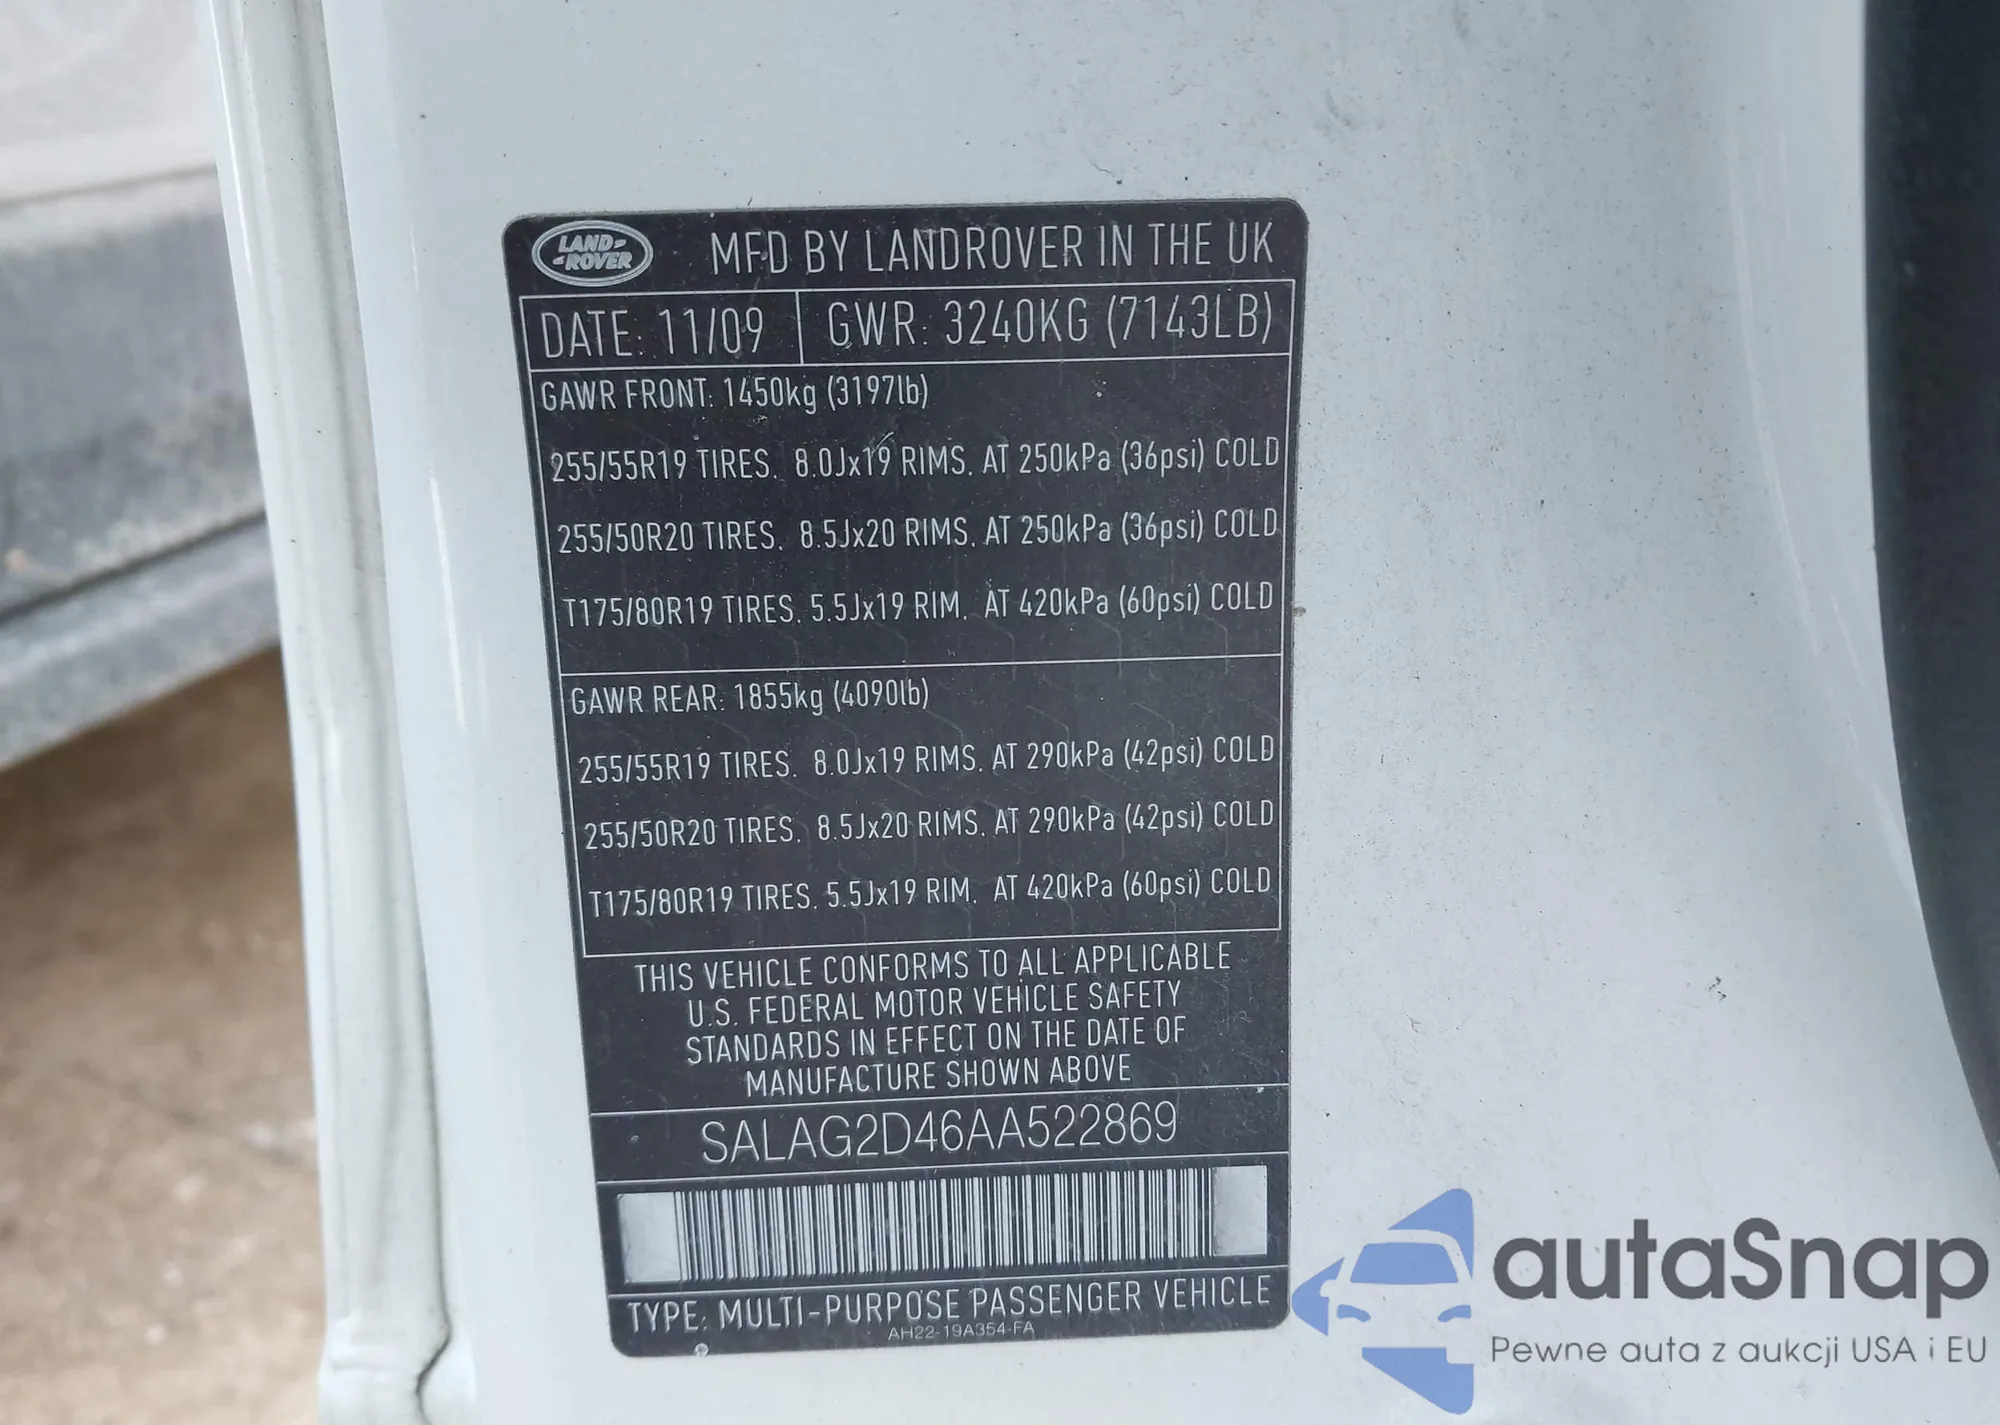 LAND-
-ROVER
MFD BY LANDROVER IN THE UK
DATE: 11/09 GWR: 3240KG (7143LB)
GAWR FRONT: 1450kg (3197lb)
255/55R19 TIRES. 8.0Jx19 RIMS. AT 250kPa (36psi) COLD
255/50R20 TIRES. 8.5Jx20 RIMS. AT 250kPa (36psi) COLD
T175/80R19 TIRES. 5.5Jx19 RIM. AT 420kPa (60psi) COLD
GAWR REAR: 1855kg (4090lb)
255/55R19 TIRES. 8.0Jx19 RIMS. AT 290kPa (42psi) COLD
255/50R20 TIRES. 8.5Jx20 RIMS. AT 290kPa (42psi) COLD
T175/80R19 TIRES. 5.5Jx19 RIM. AT 420kPa (60psi) COLD
THIS VEHICLE CONFORMS TO ALL APPLICABLE
U.S. FEDERAL MOTOR VEHICLE SAFETY
STANDARDS IN EFFECT ON THE DATE OF
MANUFACTURE SHOWN ABOVE
SALAG2D46AA522869
TYPE: MULTI-PURPOSE PASSENGER VEHICLE
AH22-19A354-FA
autaSnap
Pewne auta z aukcji USA i EU